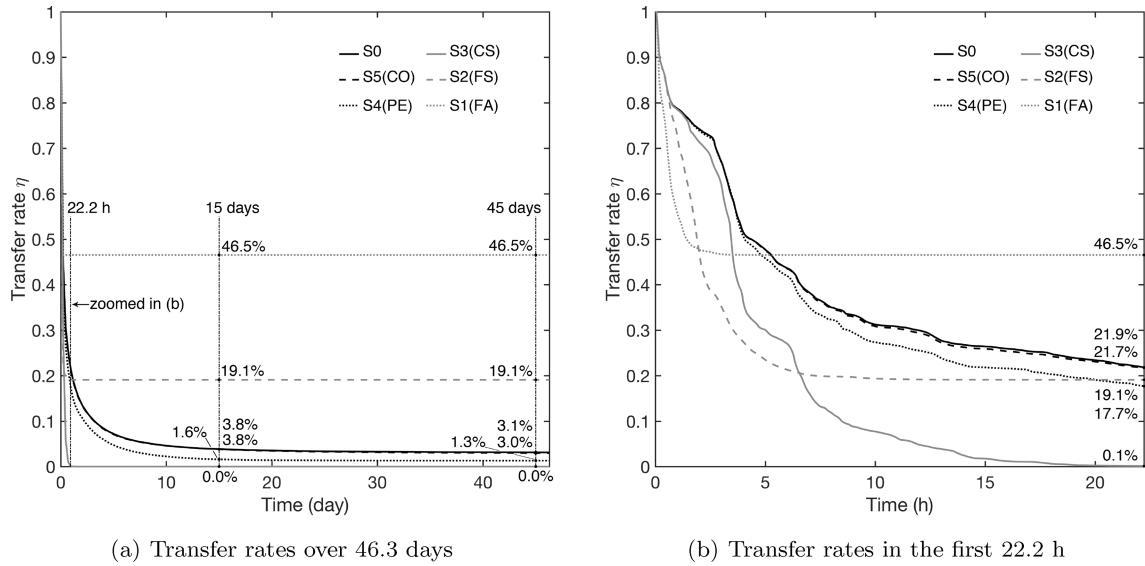 1
0.9
0.8
0.7
0.6
0.5
0.4
0.3
0.2
0.1
0
Transfer rate η
S0
S3(CS)
S5(CO)
S2(FS)
S4(PE)
S1(FA)
22.2 h
15 days
45 days
46.5%
46.5%
zoomed in (b)
19.1%
19.1%
1.6%
3.8%
3.8%
0.0%
3.1%
1.3%
3.0%
0.0%
0
10
20
30
40
Time (day)
(a) Transfer rates over 46.3 days
1
0.9
0.8
0.7
0.6
0.5
0.4
0.3
0.2
0.1
0
Transfer rate η
S0
S3(CS)
S5(CO)
S2(FS)
S4(PE)
S1(FA)
46.5%
21.9%
21.7%
19.1%
17.7%
0.1%
0
5
10
15
20
Time (h)
(b) Transfer rates in the first 22.2 h